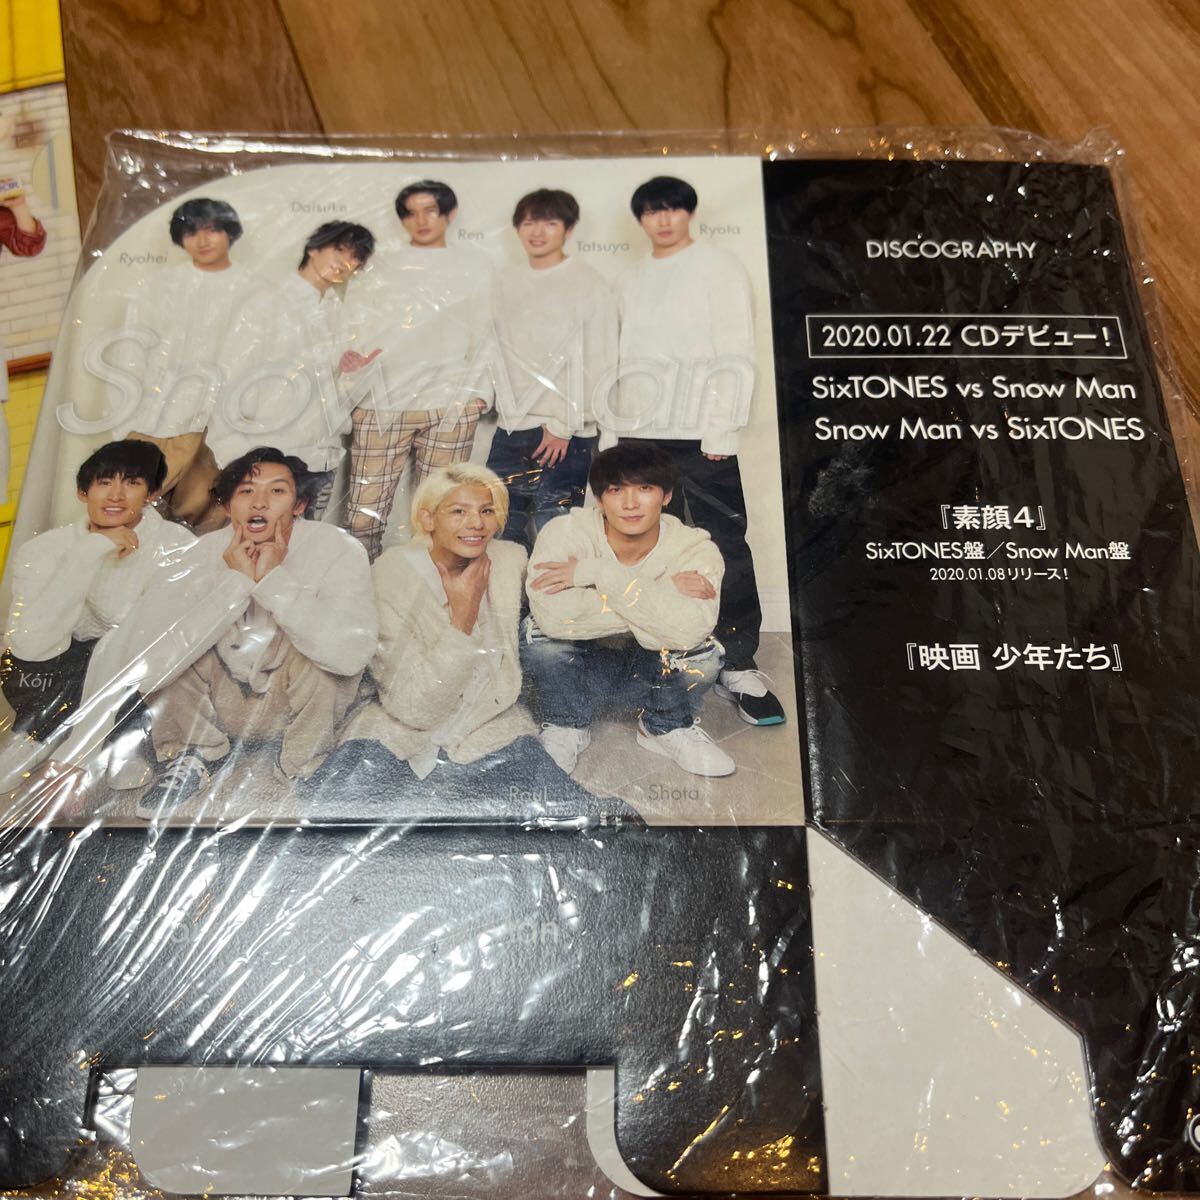 Daisuke
Ren
Ryohei
Tatsuya
Ryota
Snow Man
Kōji
Raul
Shota
DISCOGRAPHY
2020.01.22 CDデビュー!
SixTONES vs Snow Man
Snow Man vs SixTONES
『素顔4』
SixTONES盤/Snow Man盤
2020.01.08リリース!
『映画 少年たち』